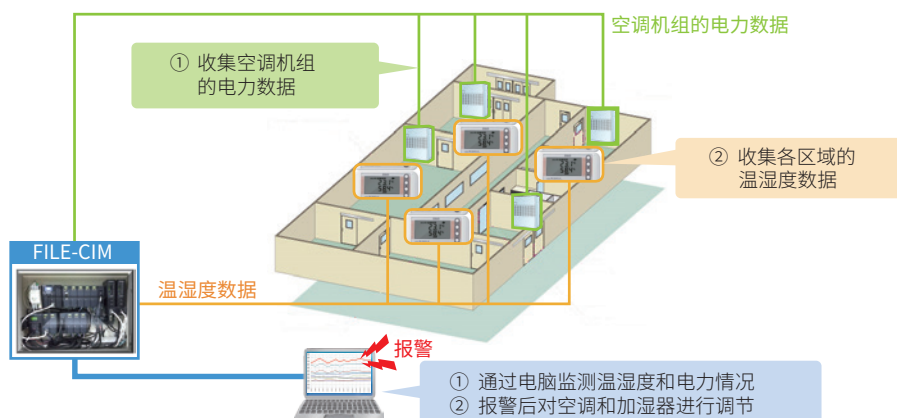 空调机组的电力数据
① 收集空调机组
的电力数据
② 收集各区域的
温湿度数据
FILE-CIM
温湿度数据
报警
① 通过电脑监测温湿度和电力情况
② 报警后对空调和加湿器进行调节